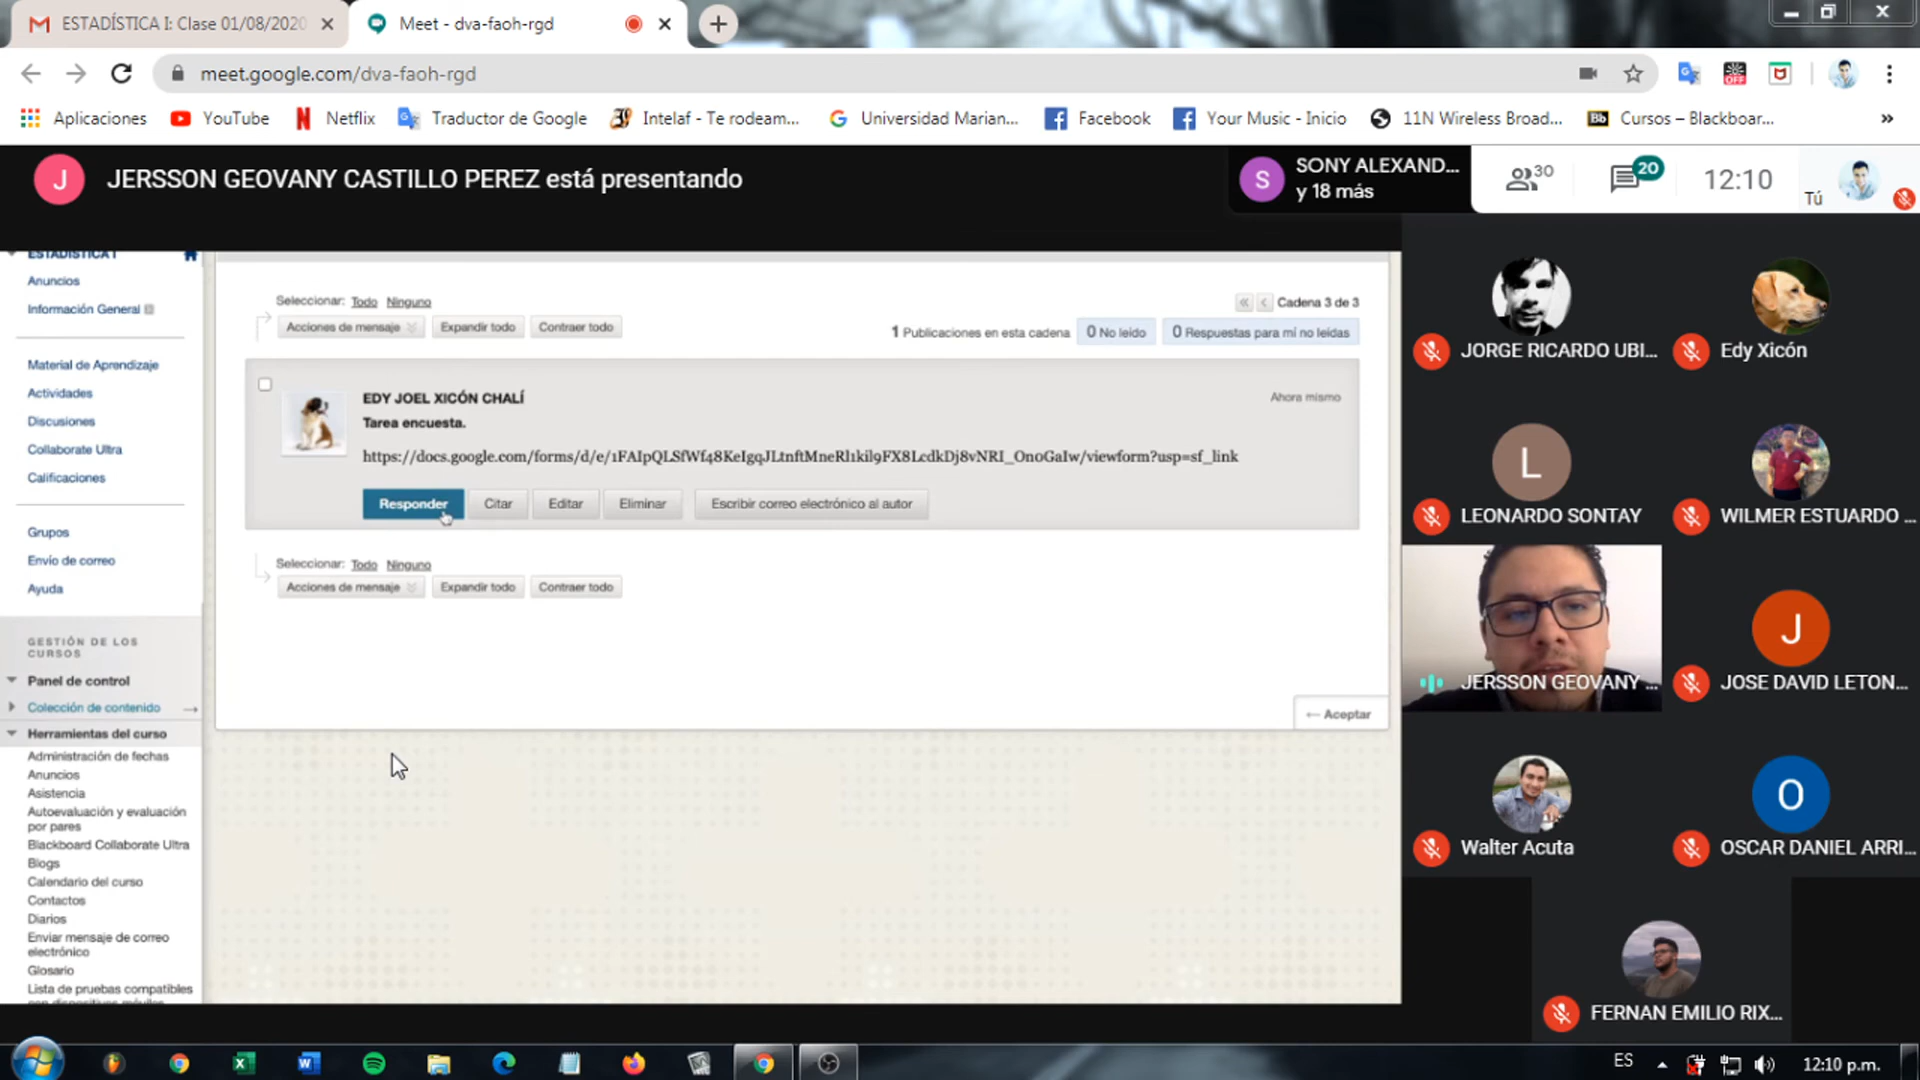 ESTADÍSTICA I: Clase 01/08/2020
Meet - dva-faoh-rgd
meet.google.com/dva-faoh-rgd
Aplicaciones
YouTube
Netflix
Traductor de Google
Intelaf - Te rodeam...
Universidad Marian...
Facebook
Your Music - Inicio
11N Wireless Broad...
Bb Cursos – Blackboar...
»
J
JERSSON GEOVANY CASTILLO PEREZ está presentando
S
SONY ALEXAND...
y 18 más
30
20
12:10
Tú
ESTADÍSTICA I
Anuncios
Información General
Material de Aprendizaje
Actividades
Discusiones
Collaborate Ultra
Calificaciones
Grupos
Envío de correo
Ayuda
GESTIÓN DE LOS
CURSOS
Panel de control
Colección de contenido
Herramientas del curso
Administración de fechas
Anuncios
Asistencia
Autoevaluación y evaluación
por pares
Blackboard Collaborate Ultra
Blogs
Calendario del curso
Contactos
Diarios
Enviar mensaje de correo
electrónico
Glosario
Lista de pruebas compatibles
con dispositivos móviles
Seleccionar: Todo Ninguno
Cadena 3 de 3
Acciones de mensaje
Expandir todo
Contraer todo
1 Publicaciones en esta cadena
0 No leído
0 Respuestas para mí no leídas
EDY JOEL XICÓN CHALÍ
Ahora mismo
Tarea encuesta.
https://docs.google.com/forms/d/e/1FAIpQLSfWf48KeIgqJLtnftMneRl1kil9FX8LcdkDj8vNRI_OnoGaIw/viewform?usp=sf_link
Responder
Citar
Editar
Eliminar
Escribir correo electrónico al autor
Seleccionar: Todo Ninguno
Acciones de mensaje
Expandir todo
Contraer todo
Aceptar
JORGE RICARDO UBI...
Edy Xicón
L
LEONARDO SONTAY
WILMER ESTUARDO ...
JERSSON GEOVANY ...
J
JOSE DAVID LETON...
Walter Acuta
O
OSCAR DANIEL ARRI...
FERNAN EMILIO RIX...
ES
12:10 p.m.